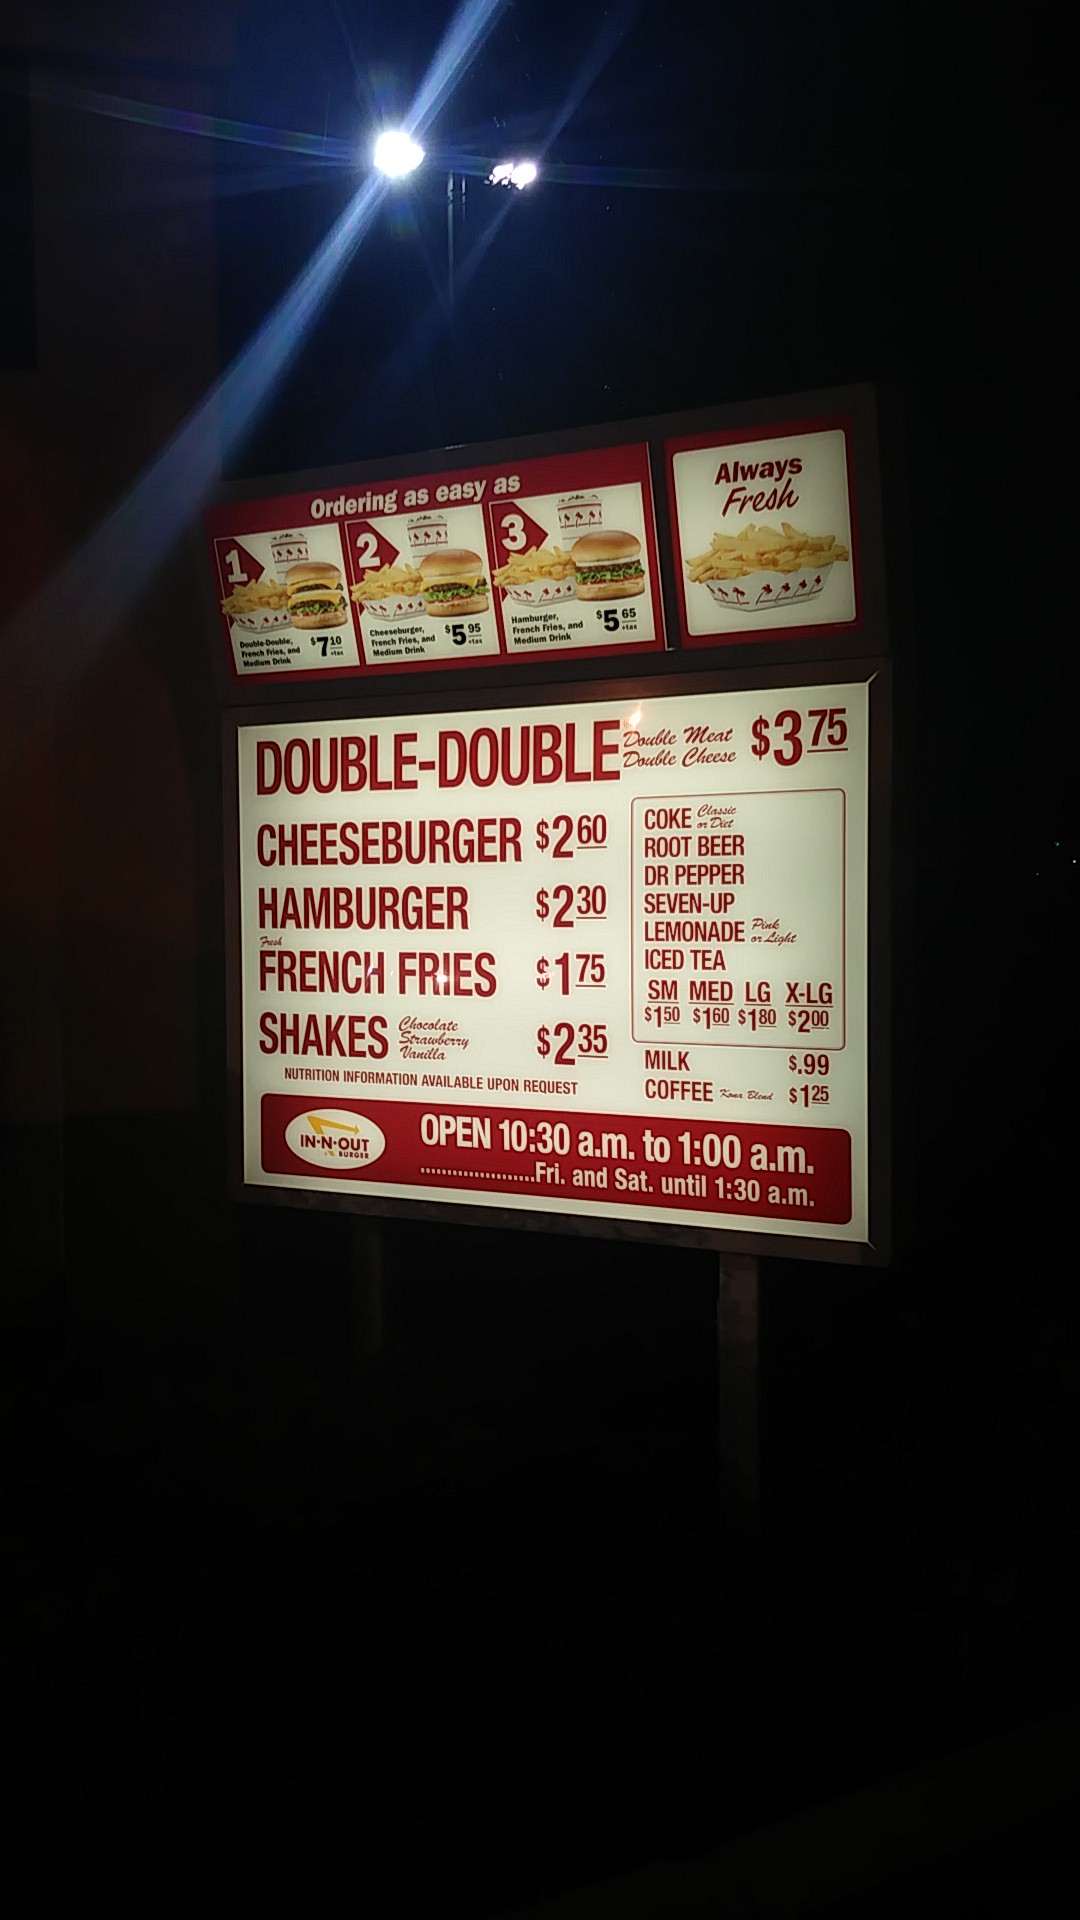 Ordering as easy as
1
Double-Double,
French Fries, and
Medium Drink
$7 10
+tax
2
Cheeseburger,
French Fries, and
Medium Drink
$5 95
+tax
3
Hamburger,
French Fries, and
Medium Drink
$5 65
+tax
Always
Fresh
DOUBLE-DOUBLE® Double Meat
Double Cheese
$3 75
CHEESEBURGER $2 60
HAMBURGER $2 30
Fresh
FRENCH FRIES $1 75
SHAKES Chocolate
Strawberry
Vanilla
$2 35
NUTRITION INFORMATION AVAILABLE UPON REQUEST
COKE Classic
or Diet
ROOT BEER
DR PEPPER
SEVEN-UP
LEMONADE Pink
or Light
ICED TEA
SM MED LG X-LG
$1 50 $1 60 $1 80 $2 00
MILK $.99
COFFEE Kona Blend $1 25
IN-N-OUT
BURGER
OPEN 10:30 a.m. to 1:00 a.m.
.....................Fri. and Sat. until 1:30 a.m.